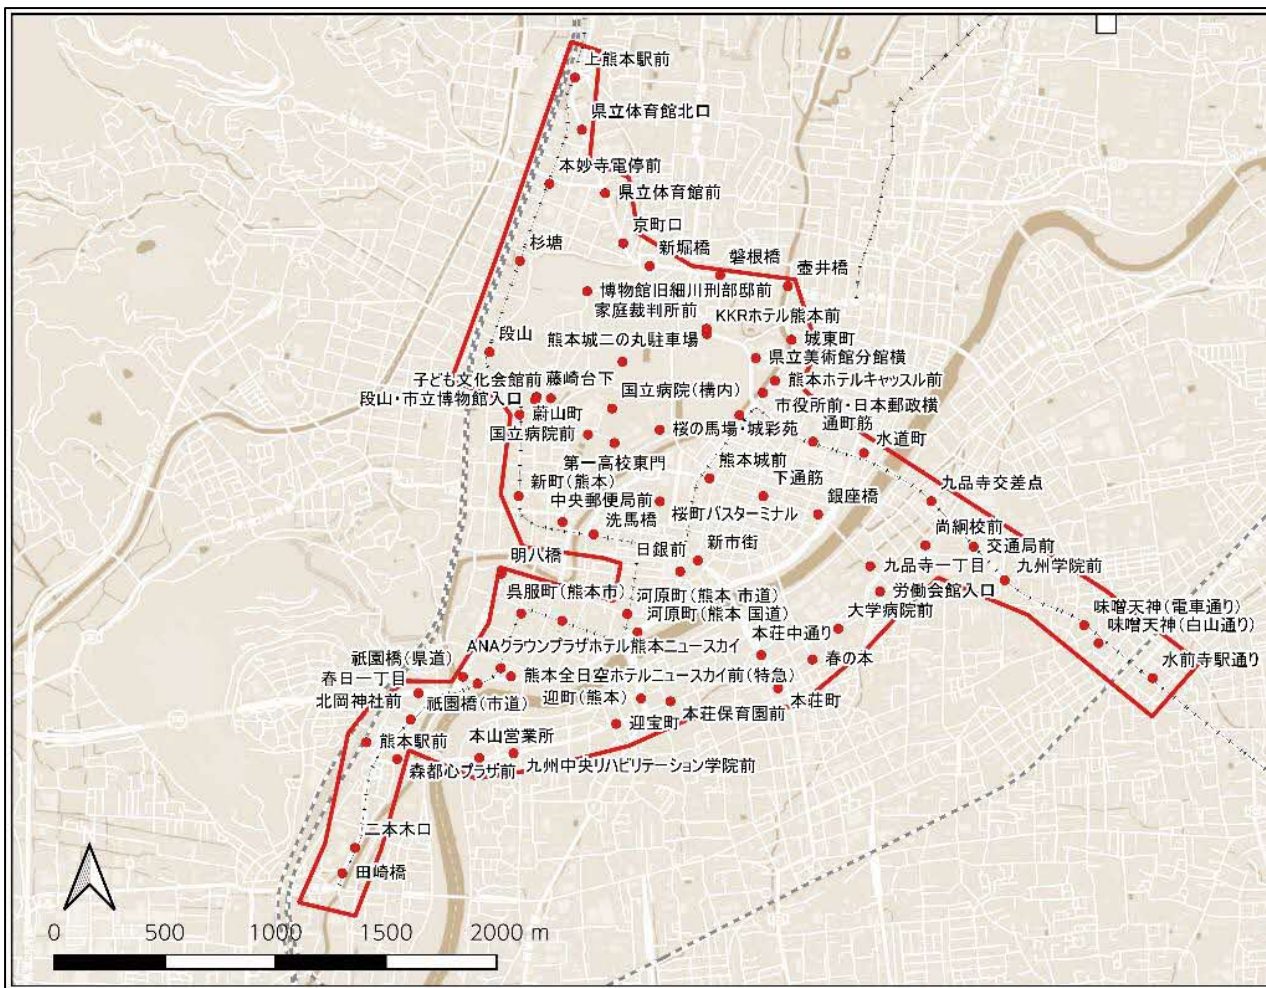 上熊本駅前
県立体育館北口
本妙寺電停前
県立体育館前
京町口
杉塘
新堀橋
磐根橋
壺井橋
博物館旧細川刑部邸前
家庭裁判所前
KKRホテル熊本前
熊本城二の丸駐車場
城東町
段山
県立美術館分館横
子ども文化会館前
藤崎台下
熊本ホテルキャッスル前
段山・市立博物館入口
国立病院(構内)
市役所前・日本郵政横
蔚山町
桜の馬場・城彩苑
通町筋
国立病院前
水道町
第一高校東門
熊本城前
新町(熊本)
下通筋
九品寺交差点
中央郵便局前
桜町バスターミナル
銀座橋
洗馬橋
尚絅校前
日銀前
新市街
交通局前
明八橋
九品寺一丁目
九州学院前
呉服町(熊本市)
河原町(熊本 市道)
労働会館入口
河原町(熊本 国道)
大学病院前
味噌天神(電車通り)
味噌天神(白山通り)
本荘中通り
ANAクラウンプラザホテル熊本ニュースカイ
祇園橋(県道)
春の本
水前寺駅通り
春日一丁目
熊本全日空ホテルニュースカイ前(特急)
北岡神社前
祇園橋(市道)
迎町(熊本)
本荘町
本荘保育園前
迎宝町
熊本駅前
本山営業所
森都心プラザ前
九州中央リハビリテーション学院前
二本木口
田崎橋
0 500 1000 1500 2000 m